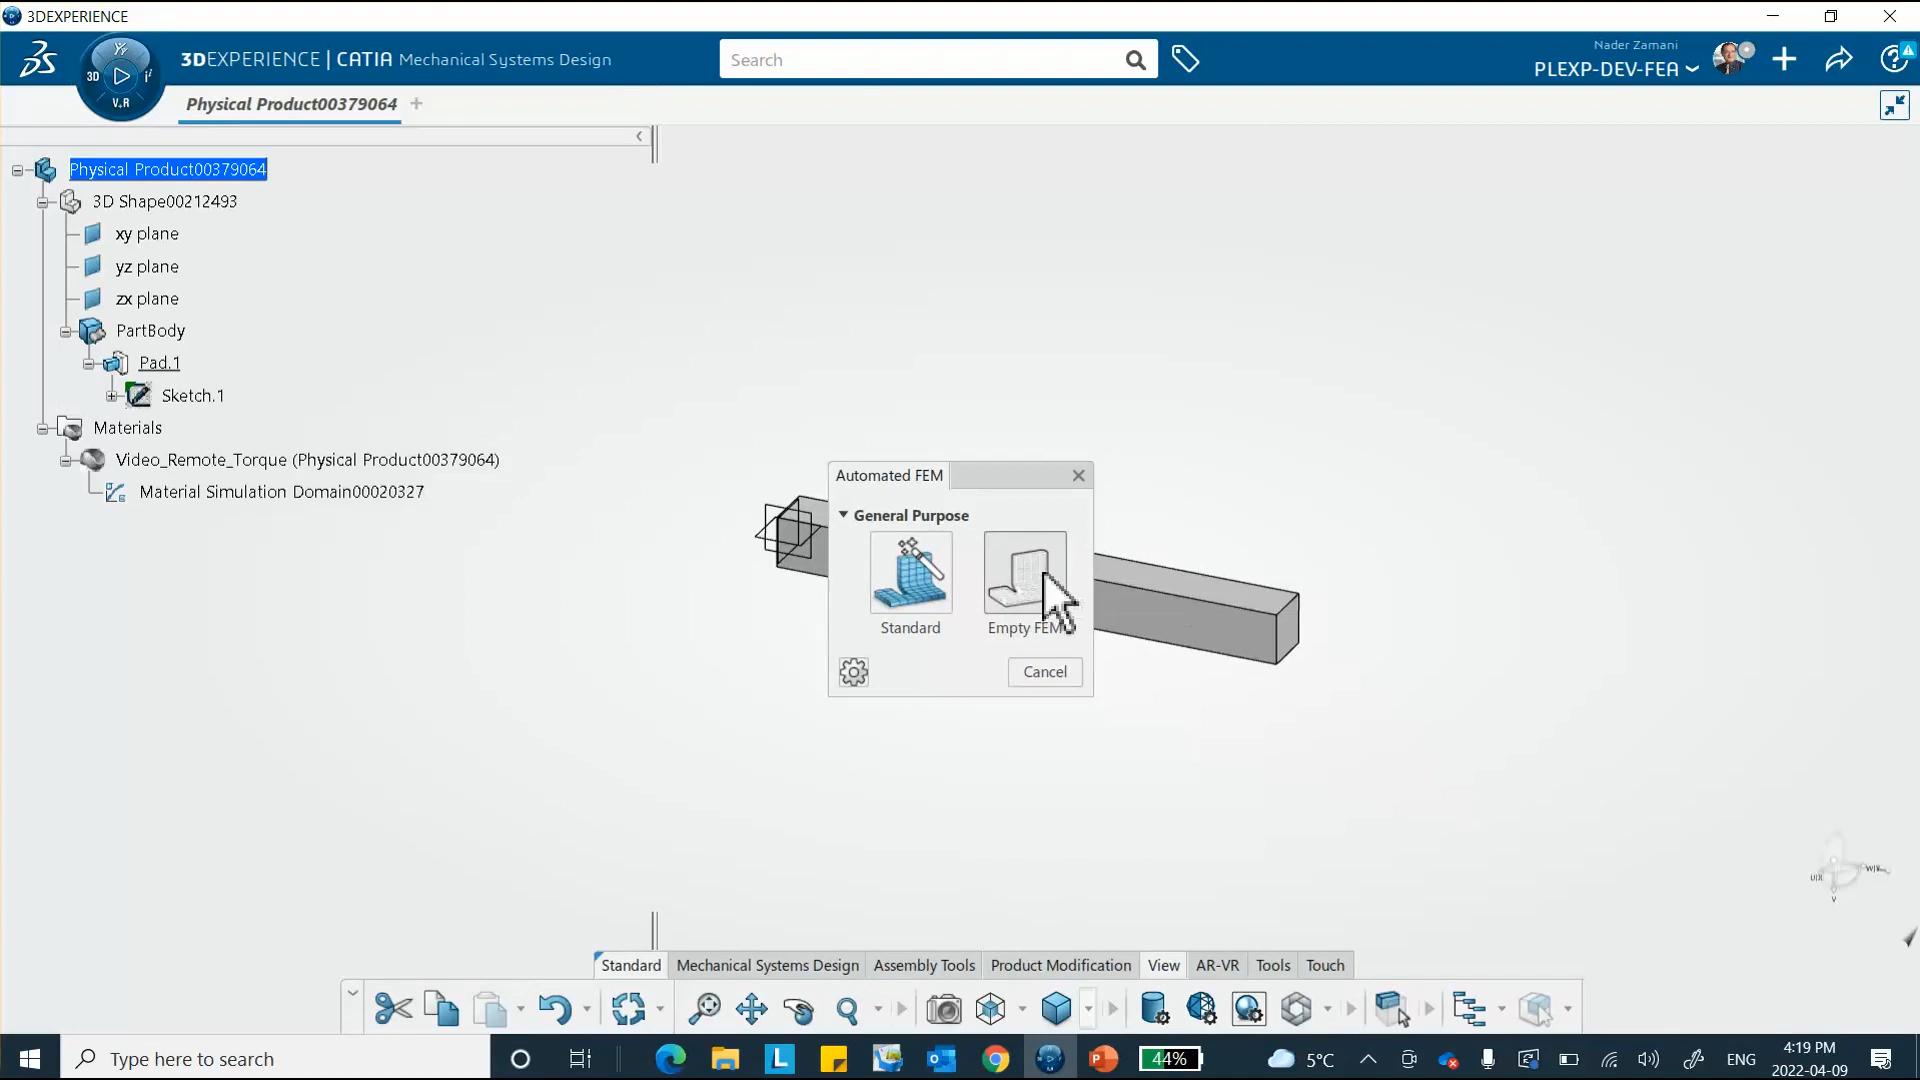 3DEXPERIENCE
3DEXPERIENCE | CATIA Mechanical Systems Design
Search
Nader Zamani
PLEXP-DEV-FEA
3D
V.R
Physical Product00379064
Physical Product00379064
3D Shape00212493
xy plane
yz plane
zx plane
PartBody
Pad.1
Sketch.1
Materials
Video_Remote_Torque (Physical Product00379064)
Material Simulation Domain00020327
Automated FEM
General Purpose
Standard
Empty FEM
Cancel
Standard
Mechanical Systems Design
Assembly Tools
Product Modification
View
AR-VR
Tools
Touch
Type here to search
44%
5°C
ENG
4:19 PM
2022-04-09